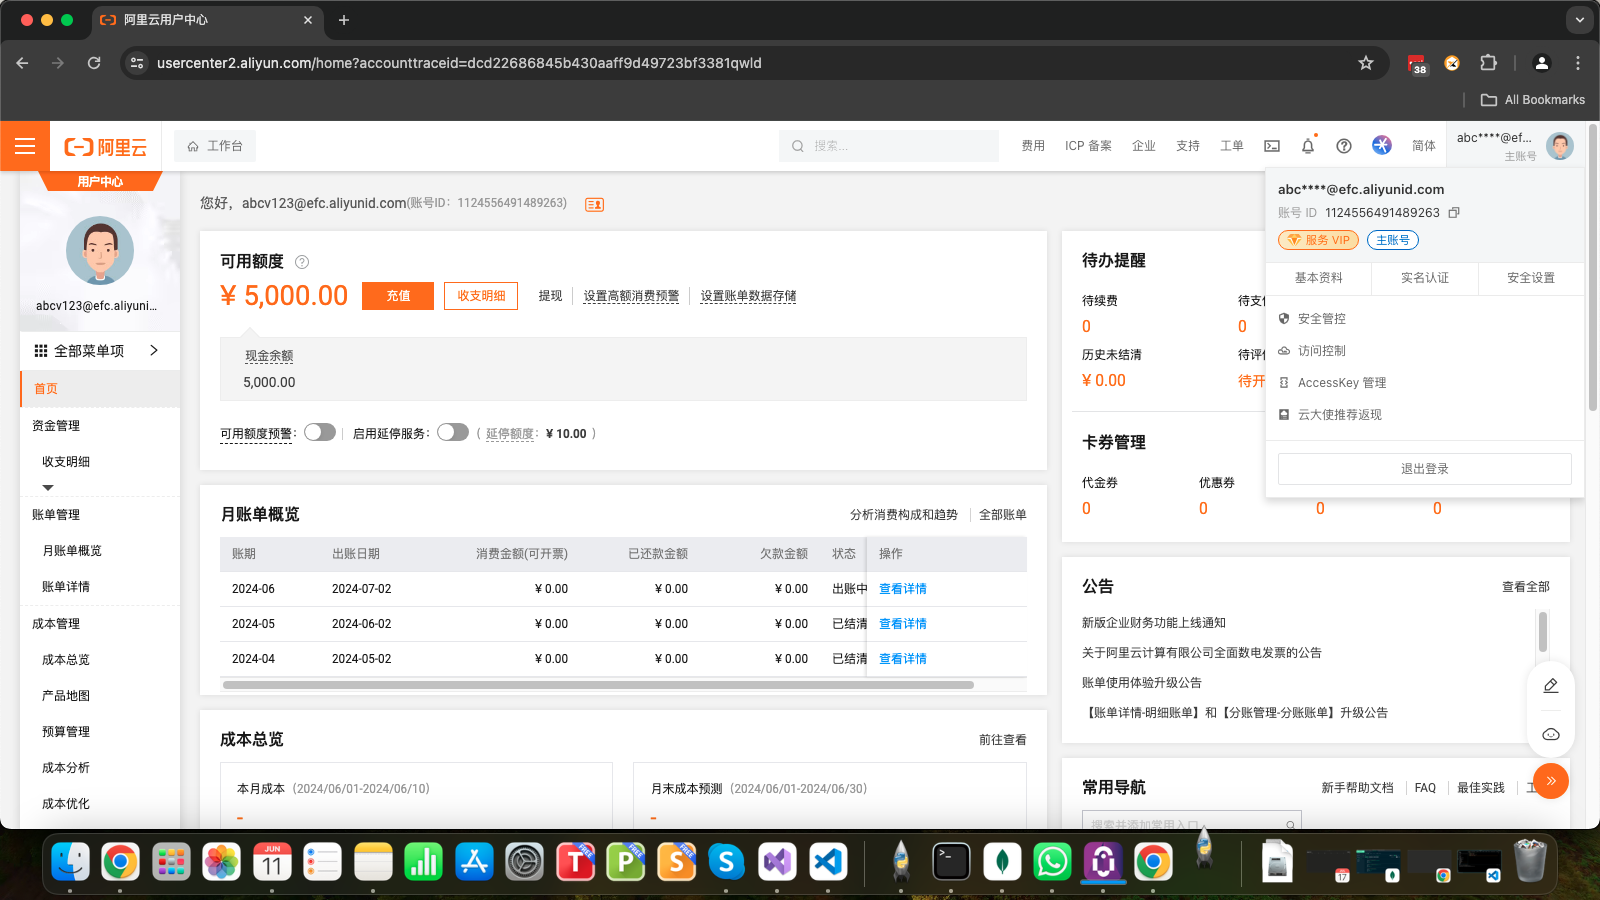 阿里云用户中心
usercenter2.aliyun.com/home?accounttraceid=dcd22686845b430aaff9d49723bf3381qwld
38
All Bookmarks
阿里云
工作台
搜索...
费用
ICP 备案
企业
支持
工单
简体
abc****@ef...
主账号
用户中心
abcv123@efc.aliyuni...
全部菜单项
首页
资金管理
收支明细
账单管理
月账单概览
账单详情
成本管理
成本总览
产品地图
预算管理
成本分析
成本优化
您好，abcv123@efc.aliyunid.com(账号ID：1124556491489263)
可用额度
¥ 5,000.00
充值
收支明细
提现
设置高额消费预警
设置账单数据存储
现金余额
5,000.00
可用额度预警：
启用延停服务：
( 延停额度： ¥ 10.00 )
月账单概览
分析消费构成和趋势
全部账单
账期 出账日期 消费金额(可开票) 已还款金额 欠款金额 状态 操作
2024-06 2024-07-02 ¥ 0.00 ¥ 0.00 ¥ 0.00 出账中 查看详情
2024-05 2024-06-02 ¥ 0.00 ¥ 0.00 ¥ 0.00 已结清 查看详情
2024-04 2024-05-02 ¥ 0.00 ¥ 0.00 ¥ 0.00 已结清 查看详情
成本总览
前往查看
本月成本 (2024/06/01-2024/06/10)
-
月末成本预测 (2024/06/01-2024/06/30)
-
待办提醒
待续费
0
待支
0
历史未结清
¥ 0.00
待评
待开
卡券管理
代金券
0
优惠券
0
0
0
abc****@efc.aliyunid.com
账号 ID 1124556491489263
服务 VIP
主账号
基本资料
实名认证
安全设置
安全管控
访问控制
AccessKey 管理
云大使推荐返现
退出登录
公告
查看全部
新版企业财务功能上线通知
关于阿里云计算有限公司全面数电发票的公告
账单使用体验升级公告
【账单详情-明细账单】和【分账管理-分账账单】升级公告
常用导航
新手帮助文档
FAQ
最佳实践
工
搜索并添加常用入口
JUN
11
T
FREE
P
FREE
S
FREE
S
17